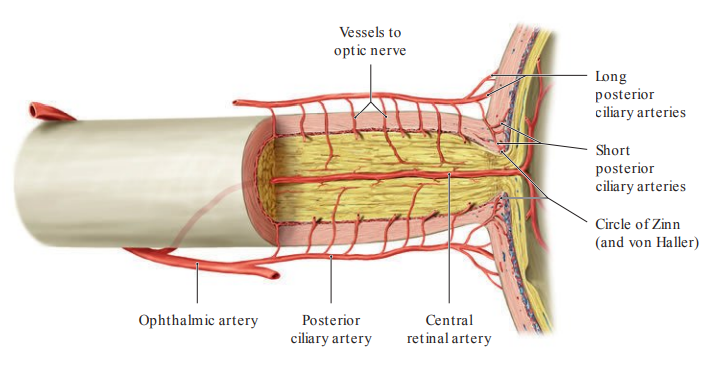 Vessels to
optic nerve
Long
posterior
ciliary arteries
Short
posterior
ciliary arteries
Circle of Zinn
(and von Haller)
Ophthalmic artery
Posterior
ciliary artery
Central
retinal artery